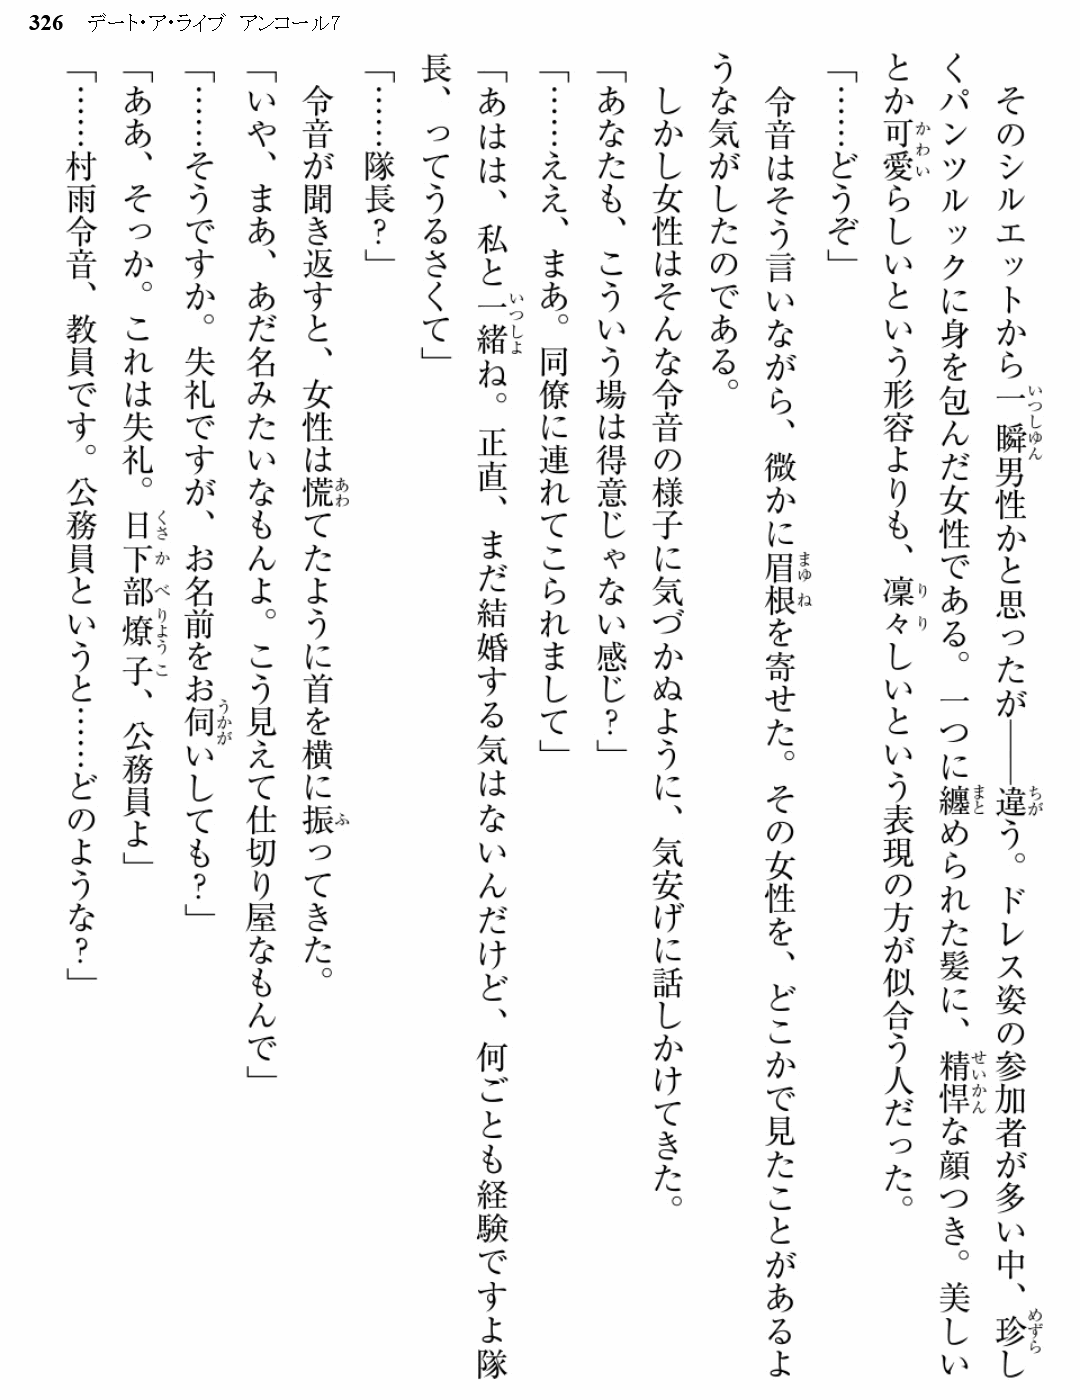 326 デート・ア・ライブ アンコール7
そのシルエットから一瞬男性かと思ったが――違う。ドレス姿の参加者が多い中、珍し
くパンツルックに身を包んだ女性である。一つに纏められた髪に、精悍な顔つき。美しい
とか可愛らしいという形容よりも、凜々しいという表現の方が似合う人だった。
「……どうぞ」
令音はそう言いながら、微かに眉根を寄せた。その女性を、どこかで見たことがあるよ
うな気がしたのである。
しかし女性はそんな令音の様子に気づかぬように、気安げに話しかけてきた。
「あなたも、こういう場は得意じゃない感じ？」
「……ええ、まあ。同僚に連れてこられまして」
「あはは、私と一緒ね。正直、まだ結婚する気はないんだけど、何ごとも経験ですよ隊
長、ってうるさくて」
「……隊長？」
令音が聞き返すと、女性は慌てたように首を横に振ってきた。
「いや、まあ、あだ名みたいなもんよ。こう見えて仕切り屋なもんで」
「……そうですか。失礼ですが、お名前をお伺いしても？」
「ああ、そっか。これは失礼。日下部燎子、公務員よ」
「……村雨令音、教員です。公務員というと……どのような？」